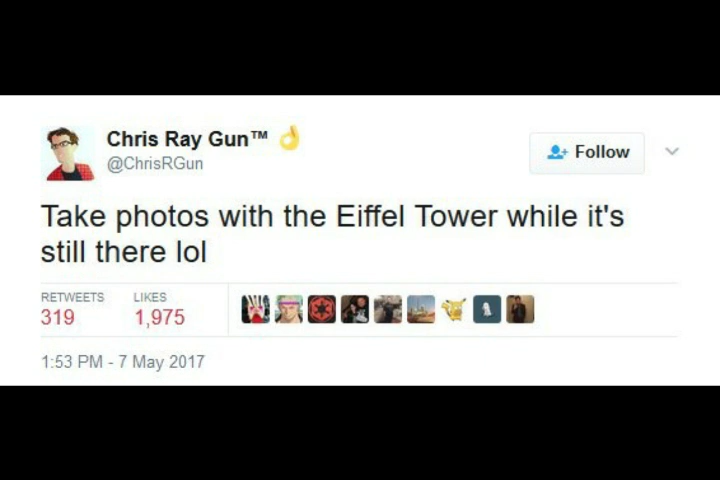 Chris Ray Gun™ 👌
@ChrisRGun
Follow
Take photos with the Eiffel Tower while it's
still there lol
RETWEETS LIKES
319 1,975
1:53 PM - 7 May 2017